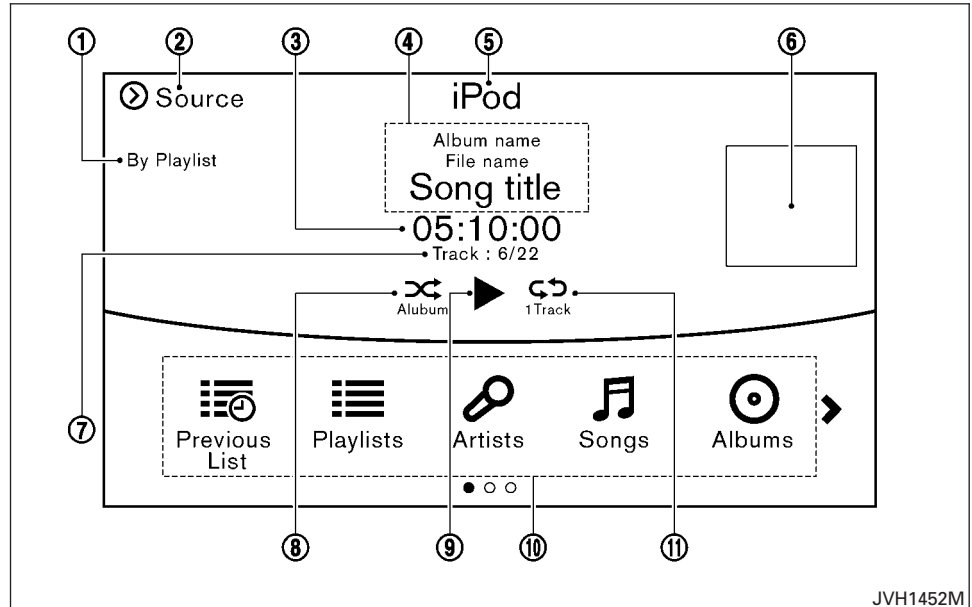 ① ② ③ ④ ⑤ ⑥
Source
iPod
By Playlist
Album name
File name
Song title
05:10:00
Track : 6/22
Alubum
1Track
⑦
Previous List
Playlists
Artists
Songs
Albums
⑧ ⑨ ⑩ ⑪
JVH1452M